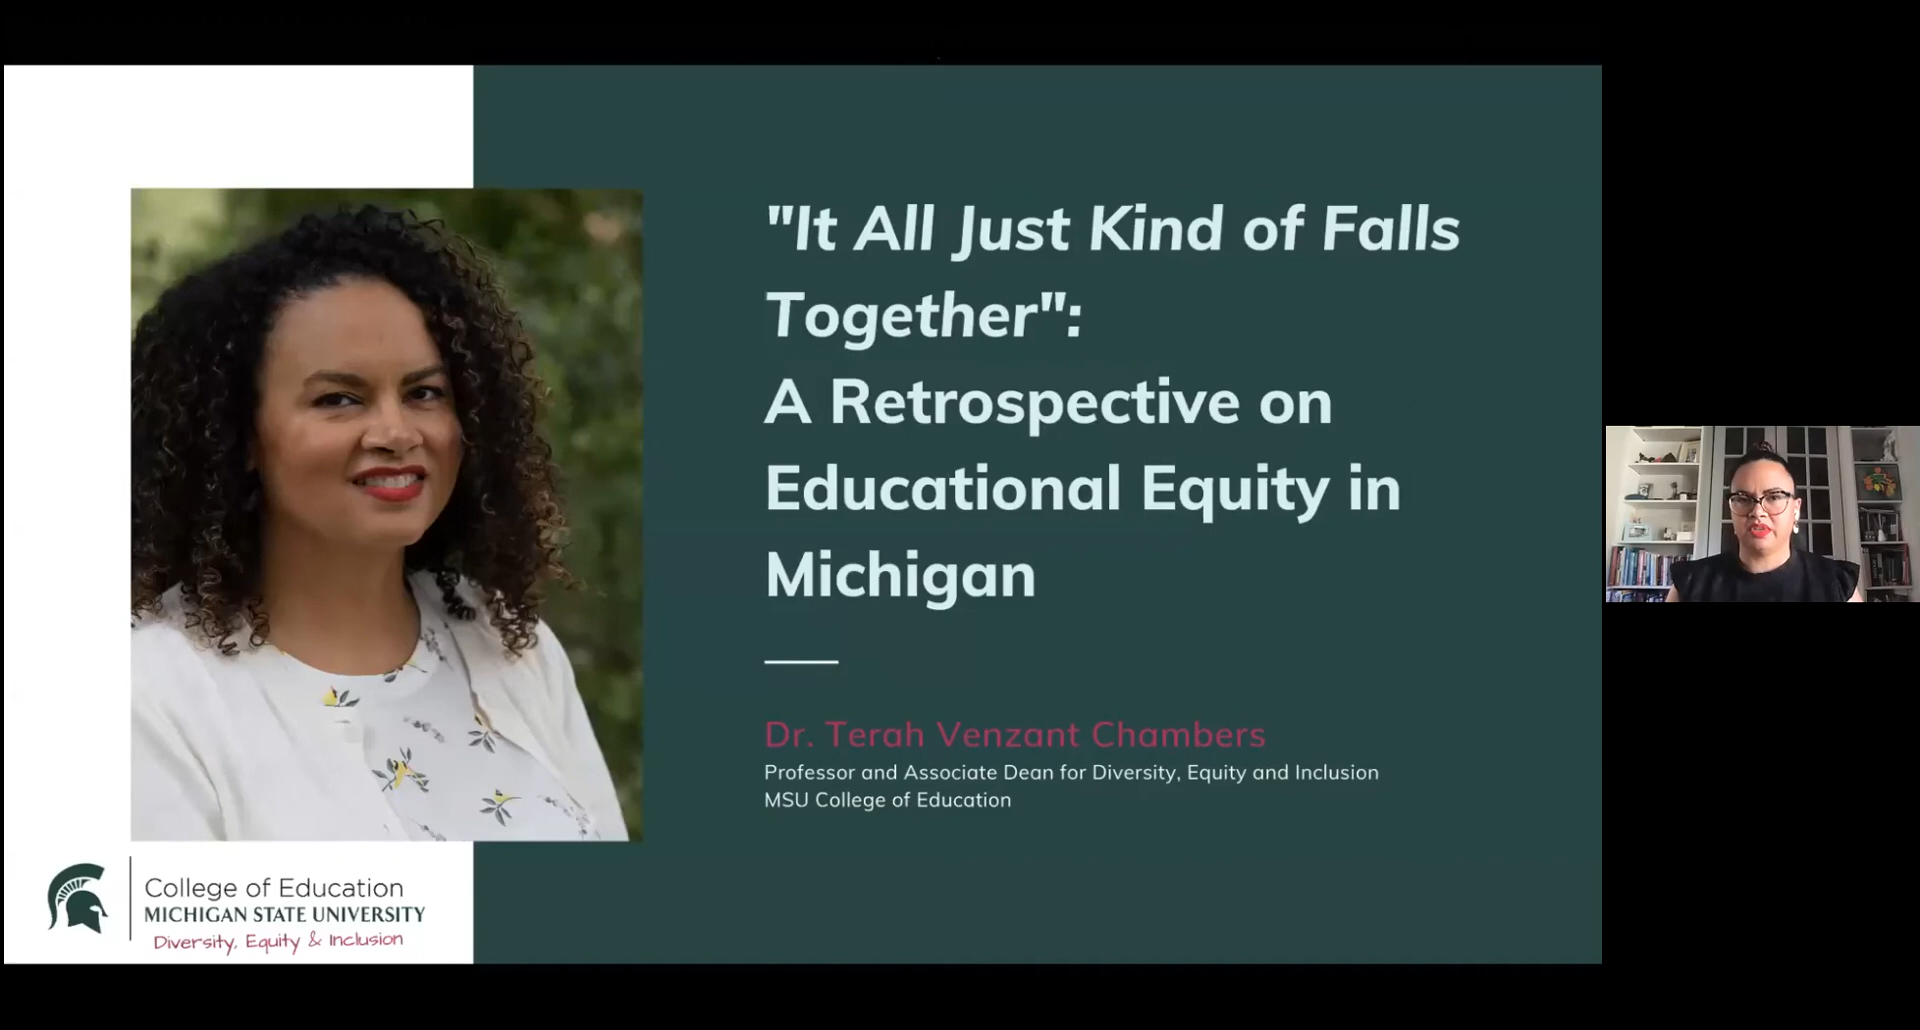 "It All Just Kind of Falls
Together":
A Retrospective on
Educational Equity in
Michigan
Dr. Terah Venzant Chambers
Professor and Associate Dean for Diversity, Equity and Inclusion
MSU College of Education
College of Education
MICHIGAN STATE UNIVERSITY
Diversity, Equity & Inclusion